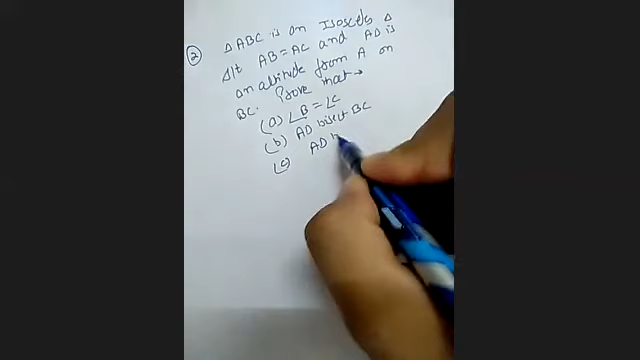 ② △ABC is an Isosceles △
s/t AB = AC and AD is
an altitude from A on
BC. Prove that →
(a) ∠B = ∠C
(b) AD bisect BC
(c) AD